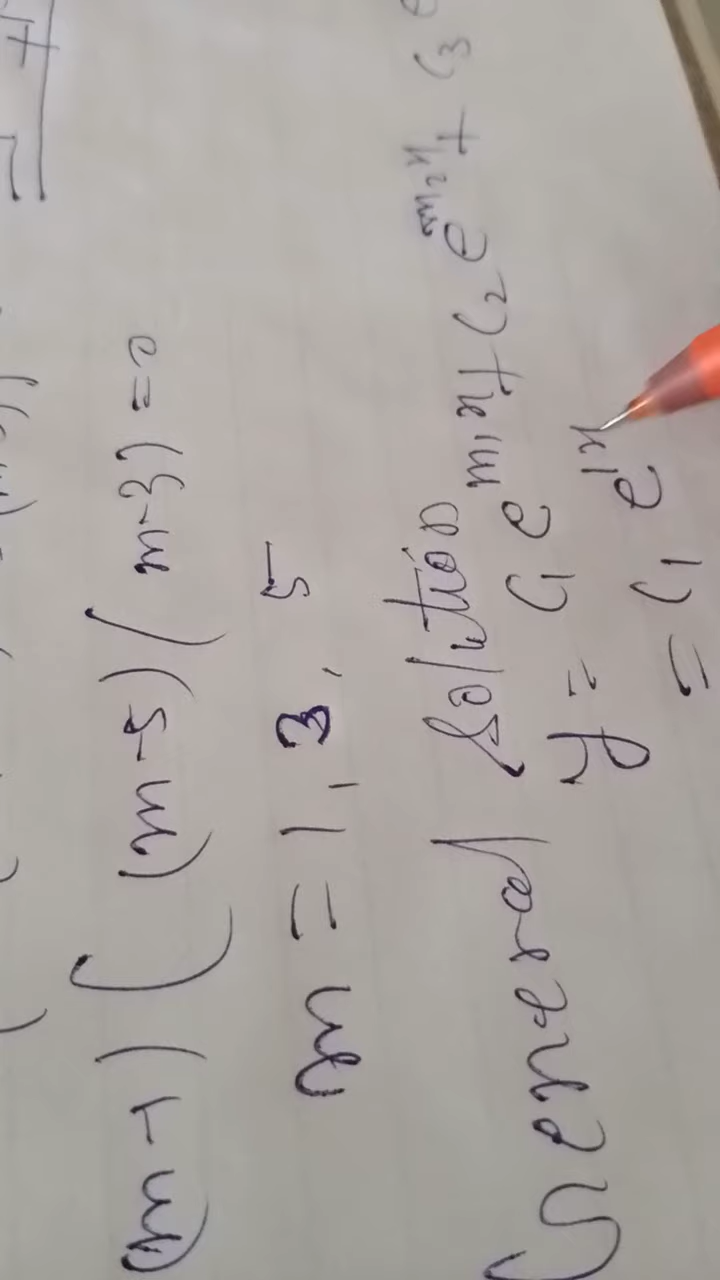 (m-1)((m-5)(m-3)=0
m = 1, 3, 5
General solution
y = C1 e^m1x + C2 e^m2x + C3 e
= C1 e^1x